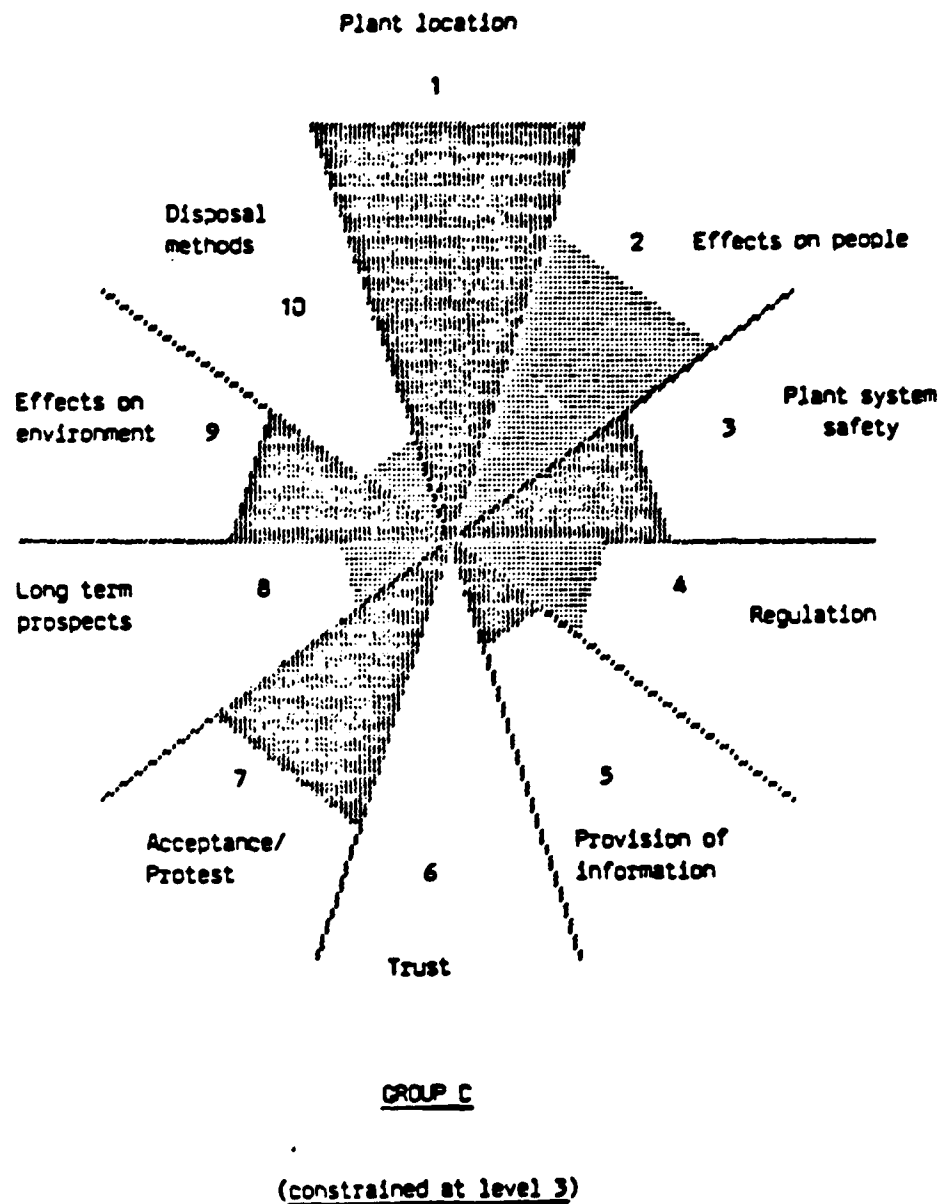 Plant location
1
Disposal
methods
2 Effects on people
10
Effects on
environment 9
3 Plant system
safety
Long term
prospects
8
4
Regulation
7
5
Acceptance/
Protest
6
Provision of
information
Trust
GROUP C
(constrained at level 3)